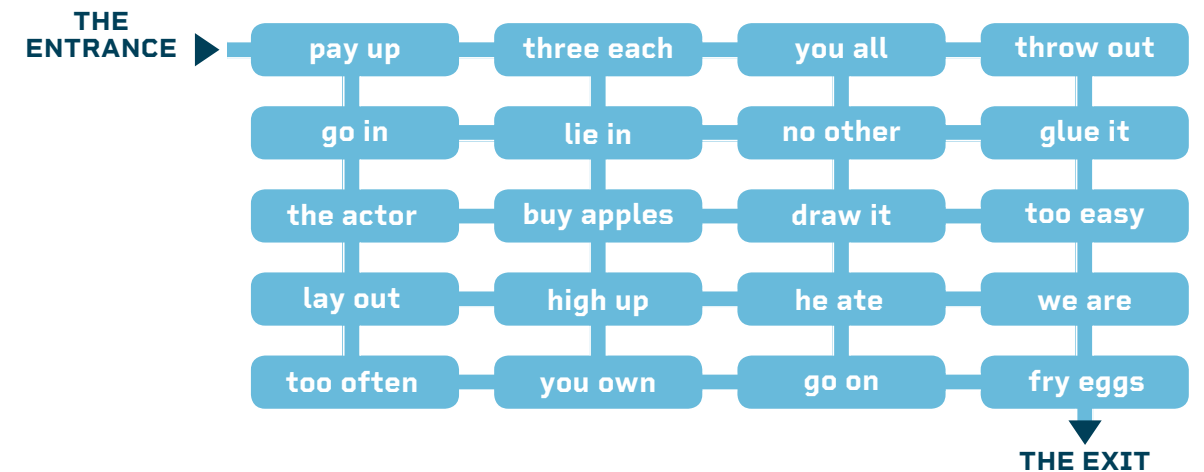 THE
ENTRANCE
pay up three each you all throw out
go in lie in no other glue it
the actor buy apples draw it too easy
lay out high up he ate we are
too often you own go on fry eggs
THE EXIT